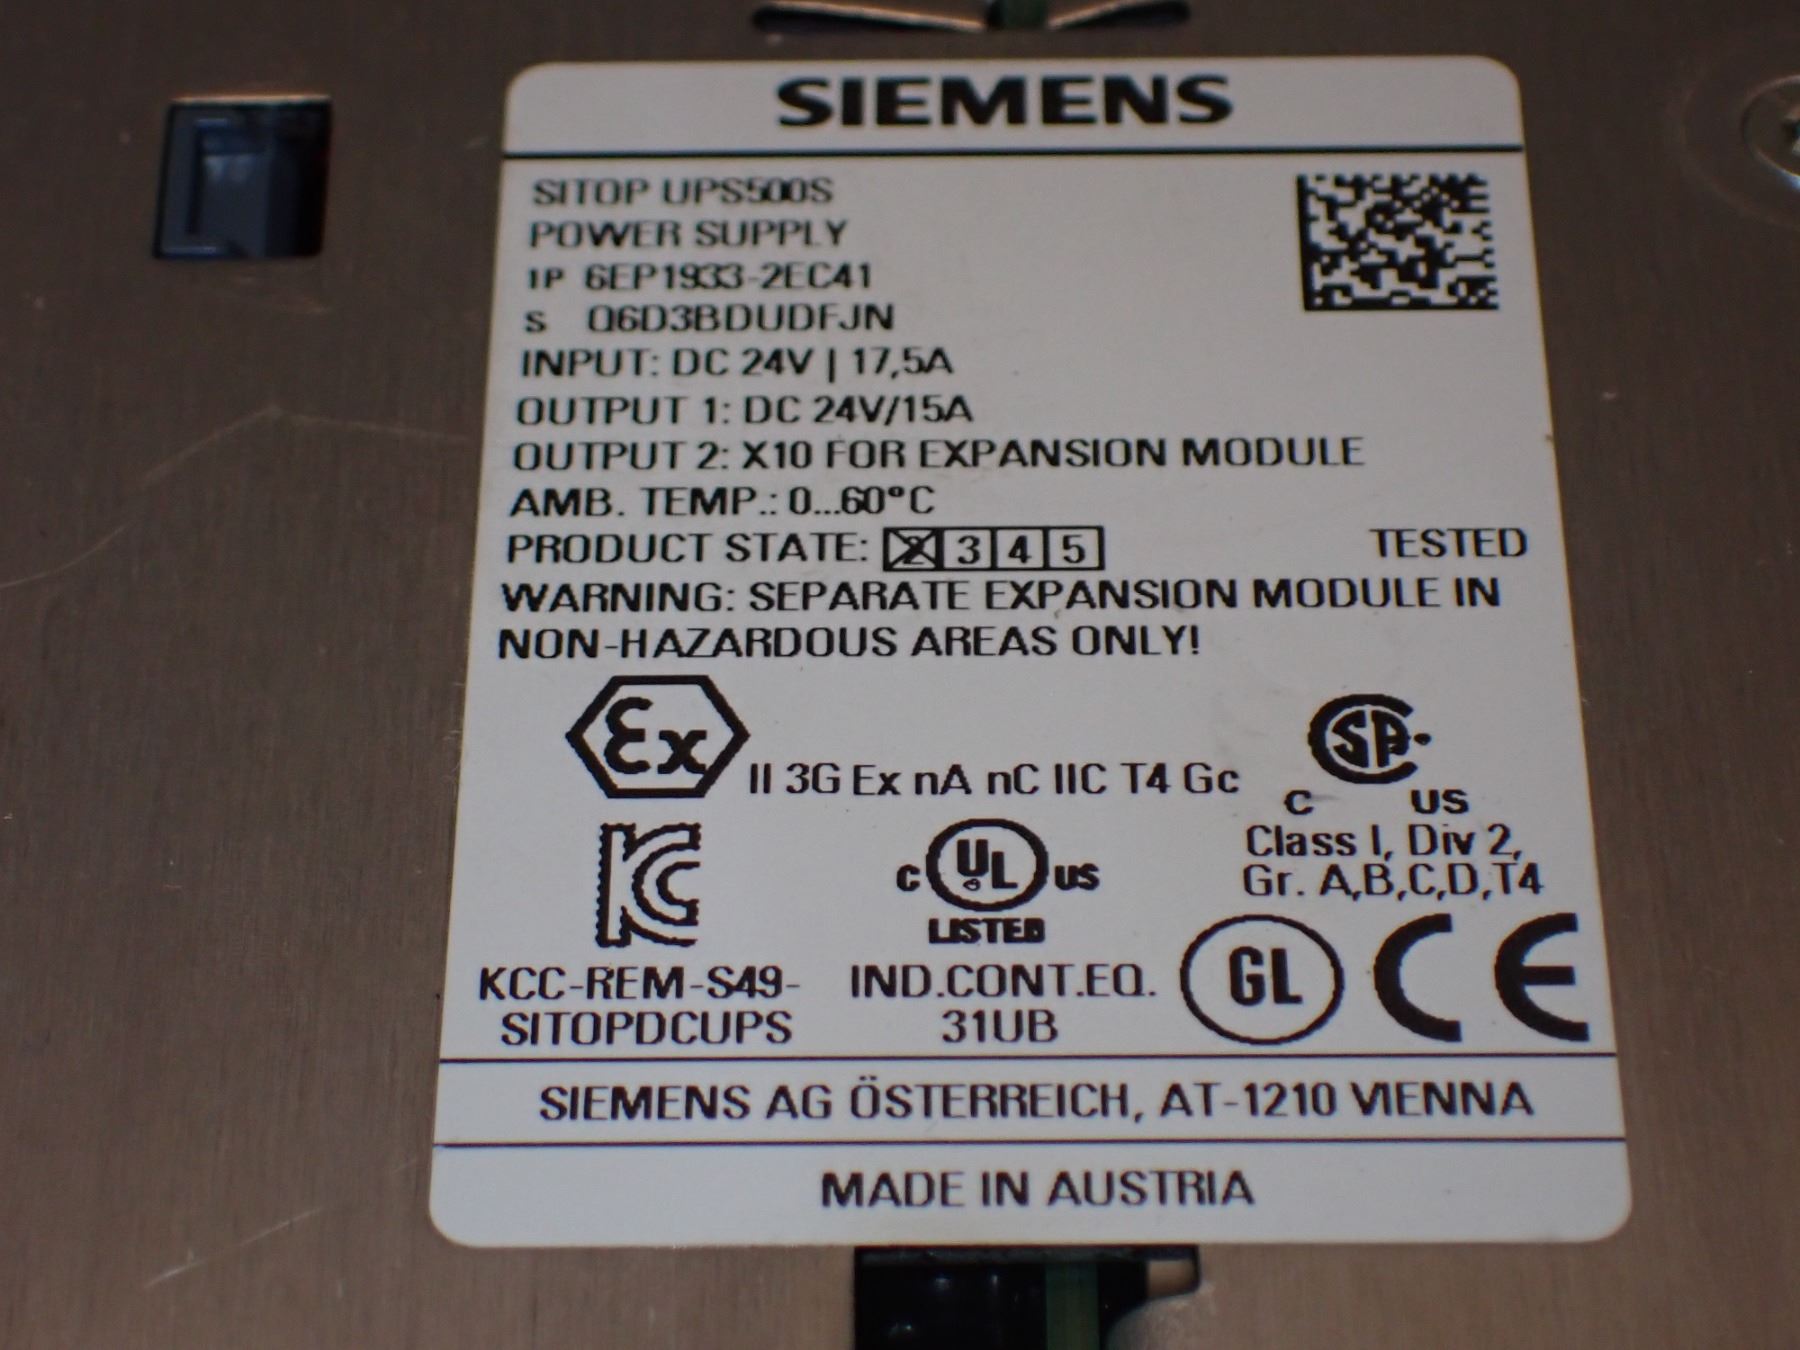 SIEMENS
SITOP UPS500S
POWER SUPPLY
1P 6EP1933-2EC41
S Q6D3BDUDFJN
INPUT: DC 24V | 17,5A
OUTPUT 1: DC 24V/15A
OUTPUT 2: X10 FOR EXPANSION MODULE
AMB. TEMP.: 0...60°C
PRODUCT STATE: 2 3 4 5 TESTED
WARNING: SEPARATE EXPANSION MODULE IN
NON-HAZARDOUS AREAS ONLY!
Ex II 3G Ex nA nC IIC T4 Gc
SA
C US
Class I, Div 2,
Gr. A,B,C,D,T4
KC
C UL US
LISTED
IND.CONT.EQ.
31UB
KCC-REM-S49-
SITOPDCUPS
GL CE
SIEMENS AG ÖSTERREICH, AT-1210 VIENNA
MADE IN AUSTRIA